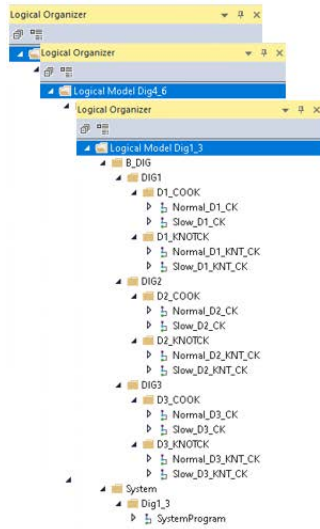 Logical Organizer
Logical Organizer
Logical Model Dig4_6
Logical Organizer
Logical Model Dig1_3
B_DIG
DIG1
D1_COOK
Normal_D1_CK
Slow_D1_CK
D1_KNOTCK
Normal_D1_KNT_CK
Slow_D1_KNT_CK
DIG2
D2_COOK
Normal_D2_CK
Slow_D2_CK
D2_KNOTCK
Normal_D2_KNT_CK
Slow_D2_KNT_CK
DIG3
D3_COOK
Normal_D3_CK
Slow_D3_CK
D3_KNOTCK
Normal_D3_KNT_CK
Slow_D3_KNT_CK
System
Dig1_3
SystemProgram